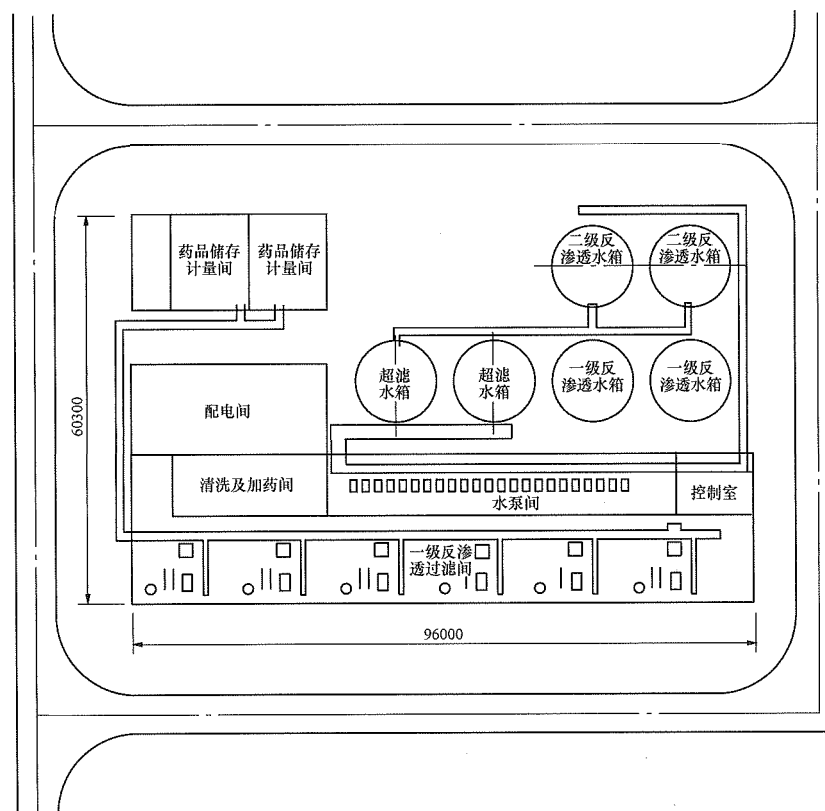 药品储存
计量间
药品储存
计量间
二级反
渗透水箱
二级反
渗透水箱
超滤
水箱
超滤
水箱
一级反
渗透水箱
一级反
渗透水箱
60300
配电间
清洗及加药间
水泵间
控制室
一级反渗
透过滤间
96000